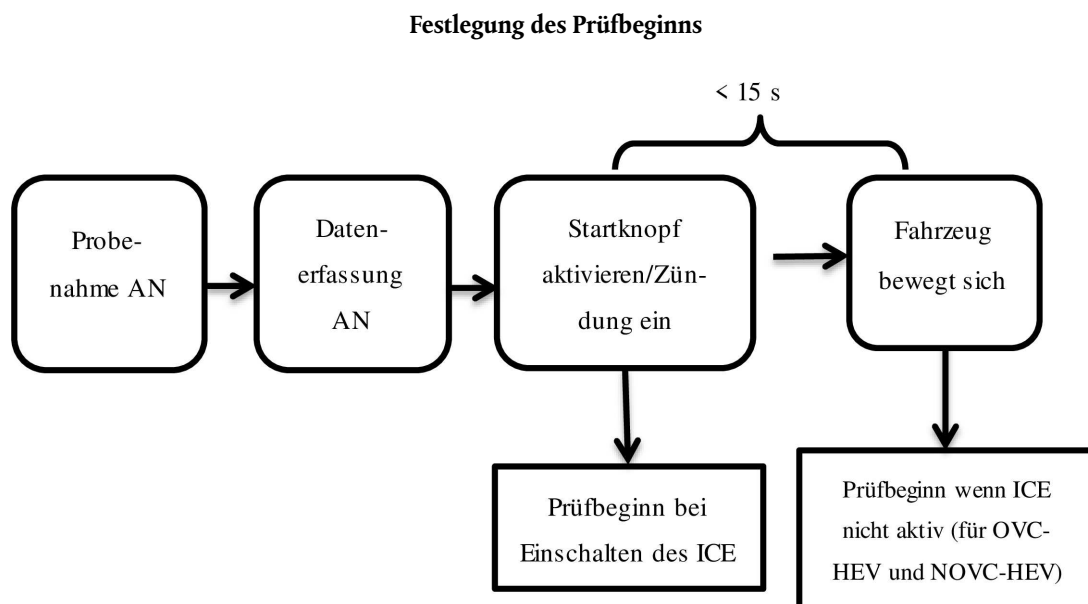 Festlegung des Prüfbeginns
< 15 s
Probe-
nahme AN
Daten-
erfassung
AN
Startknopf
aktivieren/Zün-
dung ein
Fahrzeug
bewegt sich
Prüfbeginn bei
Einschalten des ICE
Prüfbeginn wenn ICE
nicht aktiv (für OVC-
HEV und NOVC-HEV)